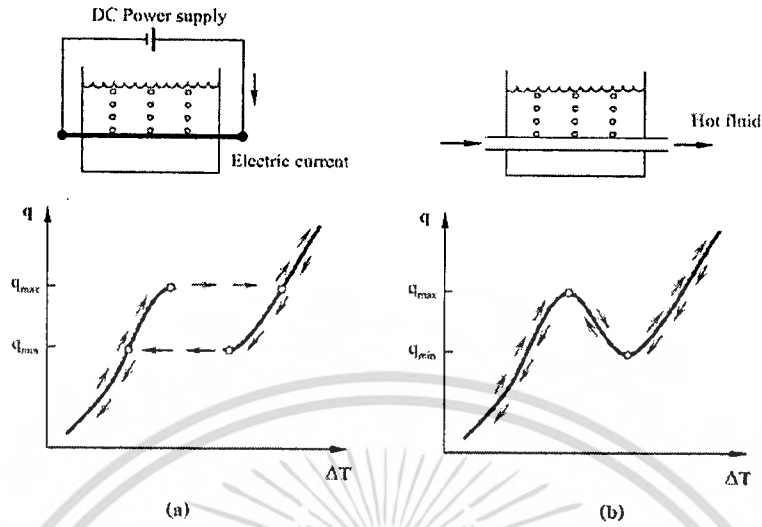 DC Power supply
Electric current
Hot fluid
q
q_max
q_min
ΔT
(a)
q
q_max
q_min
ΔT
(b)